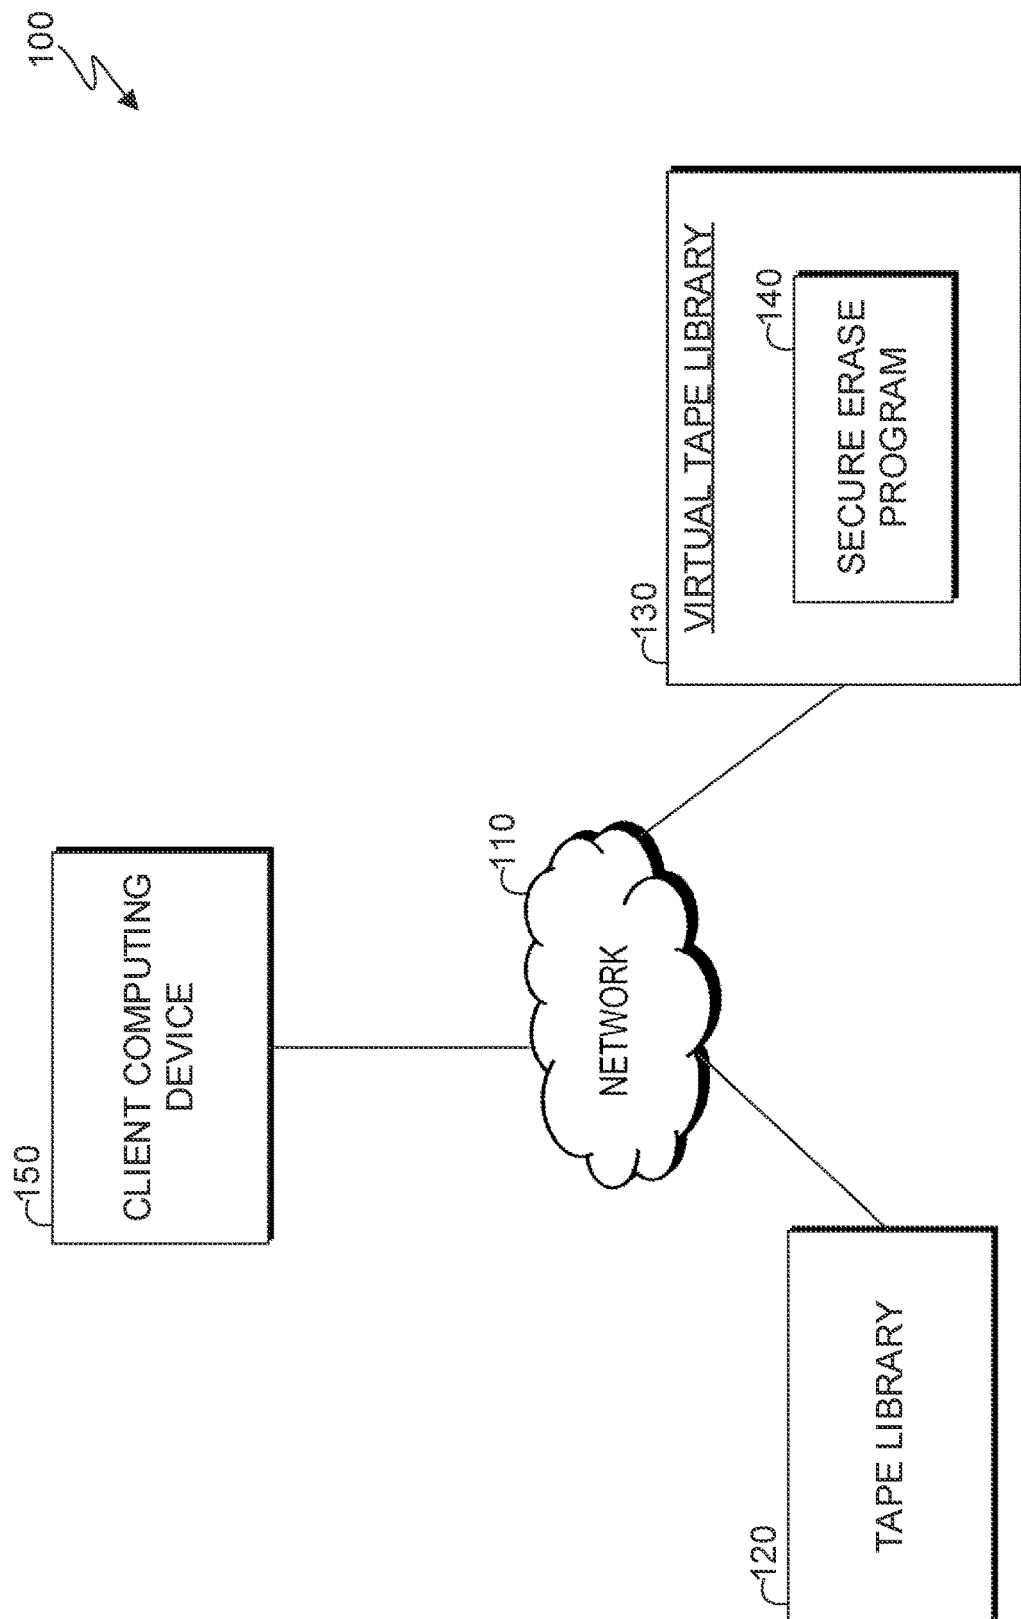 100
150
CLIENT COMPUTING
DEVICE
110
NETWORK
120
TAPE LIBRARY
130
VIRTUAL TAPE LIBRARY
140
SECURE ERASE
PROGRAM